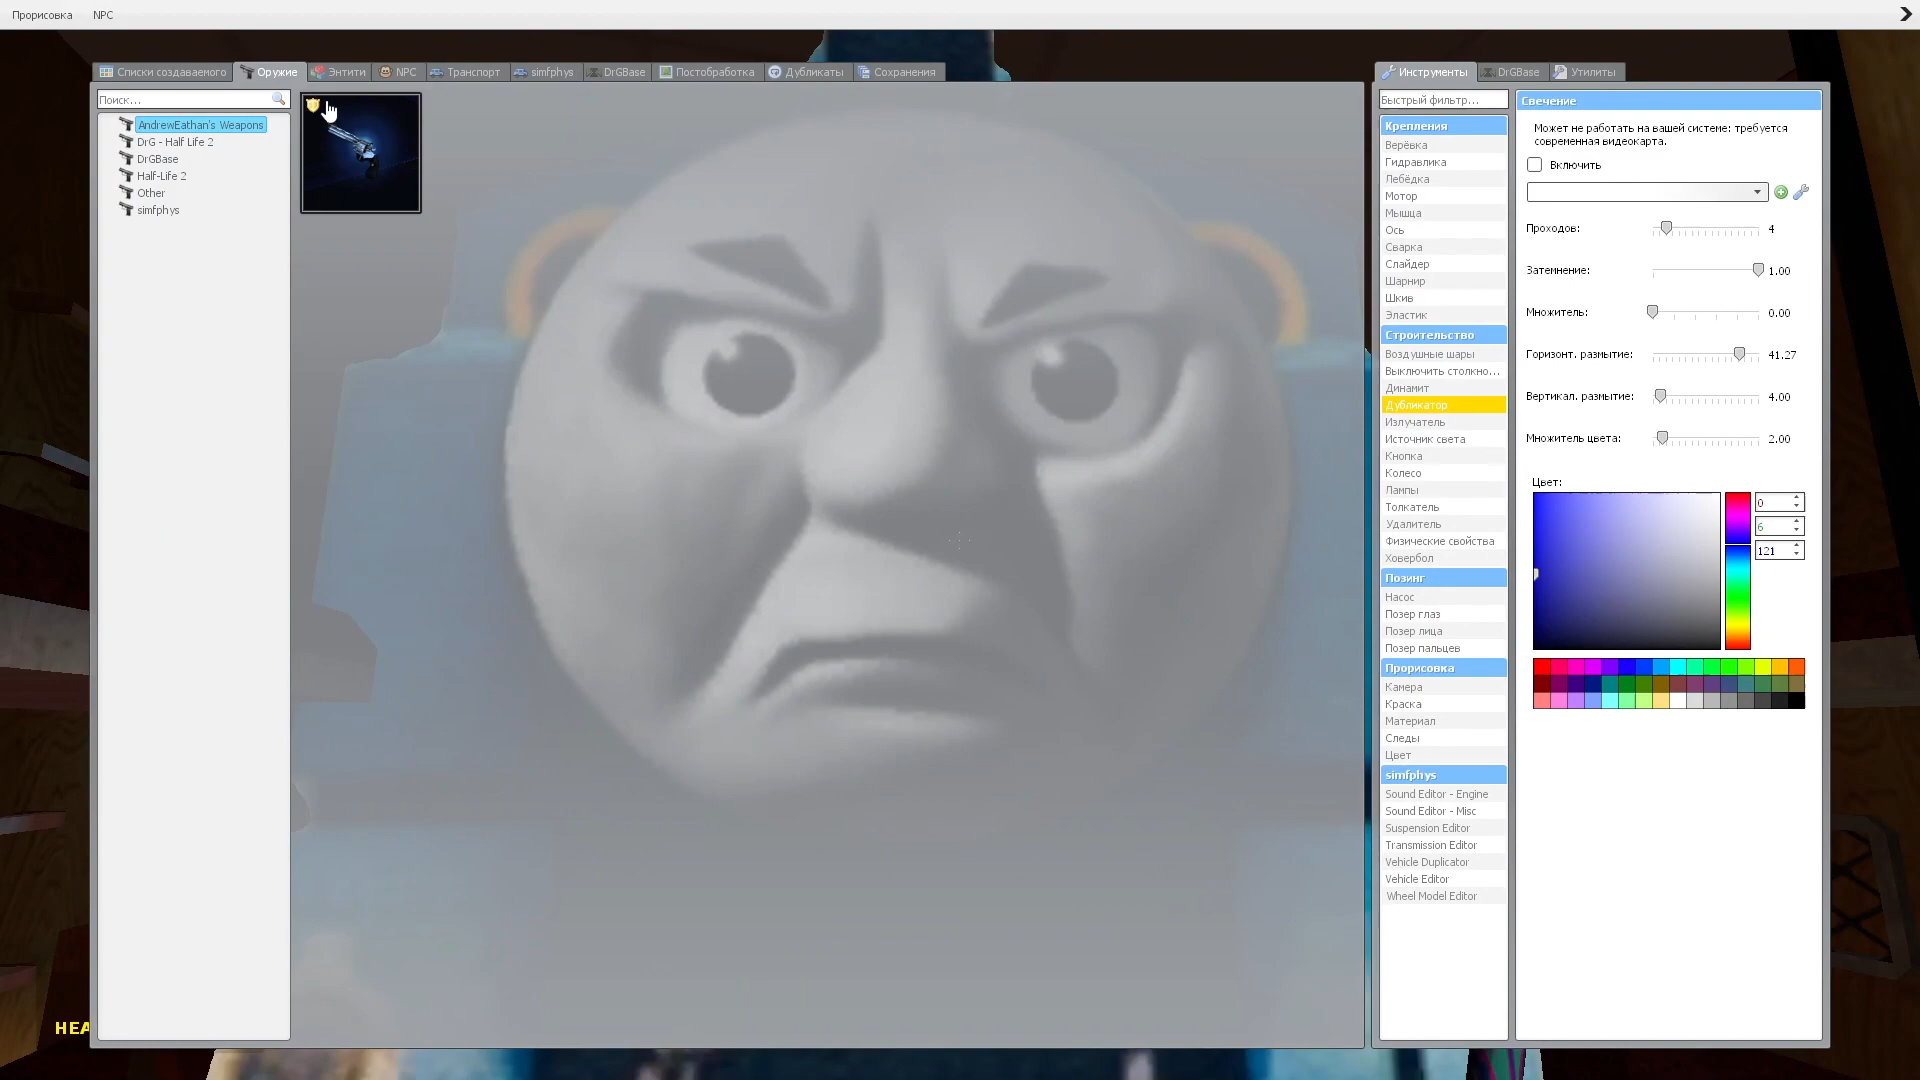 Прорисовка NPC
Списки создаваемого Оружие Энтити NPC Транспорт simfphys DrGBase Постобработка Дубликаты Сохранения
Поиск...
AndrewEathan's Weapons
DrG - Half Life 2
DrGBase
Half-Life 2
Other
simfphys
HEA
Инструменты DrGBase Утилиты
Быстрый фильтр...
Крепления
Верёвка
Гидравлика
Лебёдка
Мотор
Мышца
Ось
Сварка
Слайдер
Шарнир
Шкив
Эластик
Строительство
Воздушные шары
Выключить столкно...
Динамит
Дубликатор
Излучатель
Источник света
Кнопка
Колесо
Лампы
Толкатель
Удалитель
Физические свойства
Ховербол
Позинг
Насос
Позер глаз
Позер лица
Позер пальцев
Прорисовка
Камера
Краска
Материал
Следы
Цвет
simfphys
Sound Editor - Engine
Sound Editor - Misc
Suspension Editor
Transmission Editor
Vehicle Duplicator
Vehicle Editor
Wheel Model Editor
Свечение
Может не работать на вашей системе: требуется
современная видеокарта.
Включить
Проходов: 4
Затемнение: 1.00
Множитель: 0.00
Горизонт. размытие: 41.27
Вертикал. размытие: 4.00
Множитель цвета: 2.00
Цвет:
0
6
121